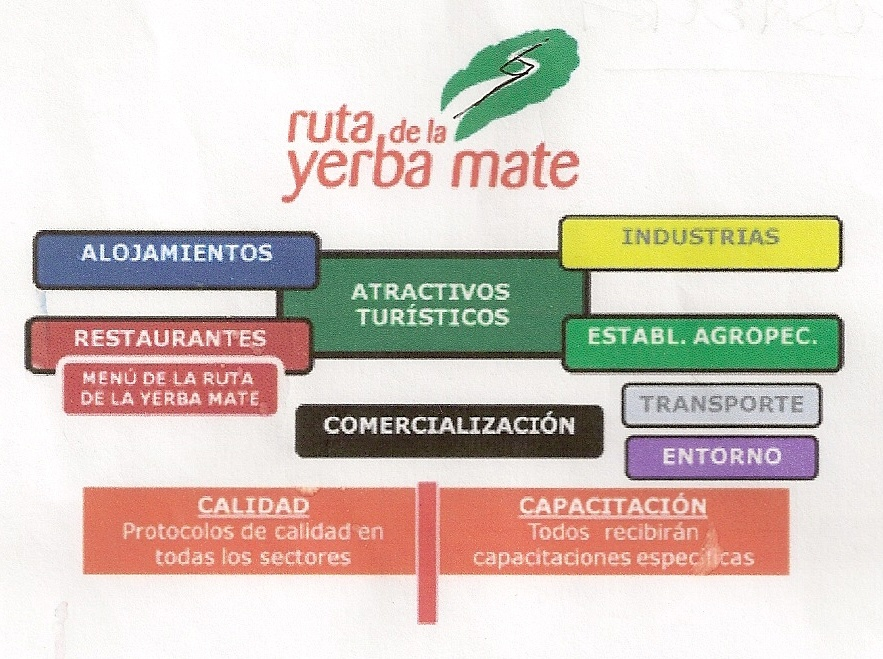 ruta de la
yerba mate
ALOJAMIENTOS
INDUSTRIAS
ATRACTIVOS
TURÍSTICOS
RESTAURANTES
ESTABL. AGROPEC.
MENÚ DE LA RUTA
DE LA YERBA MATE
TRANSPORTE
COMERCIALIZACIÓN
ENTORNO
CALIDAD
Protocolos de calidad en
todas los sectores
CAPACITACIÓN
Todos recibirán
capacitaciones específicas